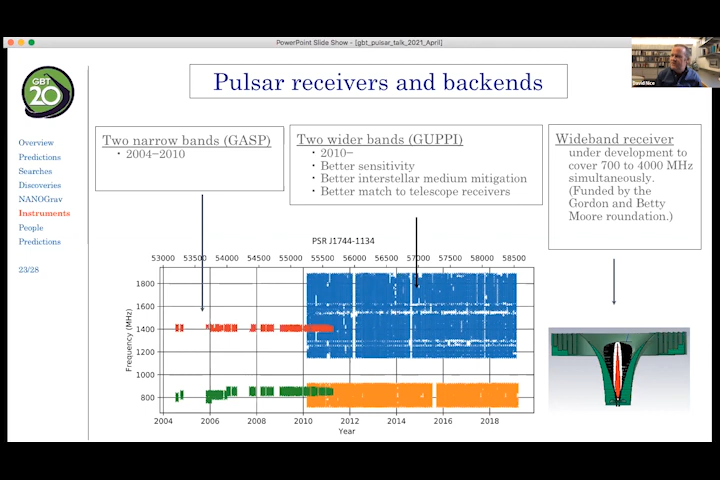 PowerPoint Slide Show - [gbt_pulsar_talk_2021_April]
David Nice
GBT
20
Pulsar receivers and backends
Overview
Predictions
Searches
Discoveries
NANOGrav
Instruments
People
Predictions
23/28
Two narrow bands (GASP)
• 2004–2010
Two wider bands (GUPPI)
• 2010–
• Better sensitivity
• Better interstellar medium mitigation
• Better match to telescope receivers
Wideband receiver
under development to
cover 700 to 4000 MHz
simultaneously.
(Funded by the
Gordon and Betty
Moore roundation.)
PSR J1744-1134
53000 53500 54000 54500 55000 55500 56000 56500 57000 57500 58000 58500
Frequency (MHz)
1800
1600
1400
1200
1000
800
2004 2006 2008 2010 2012 2014 2016 2018
Year